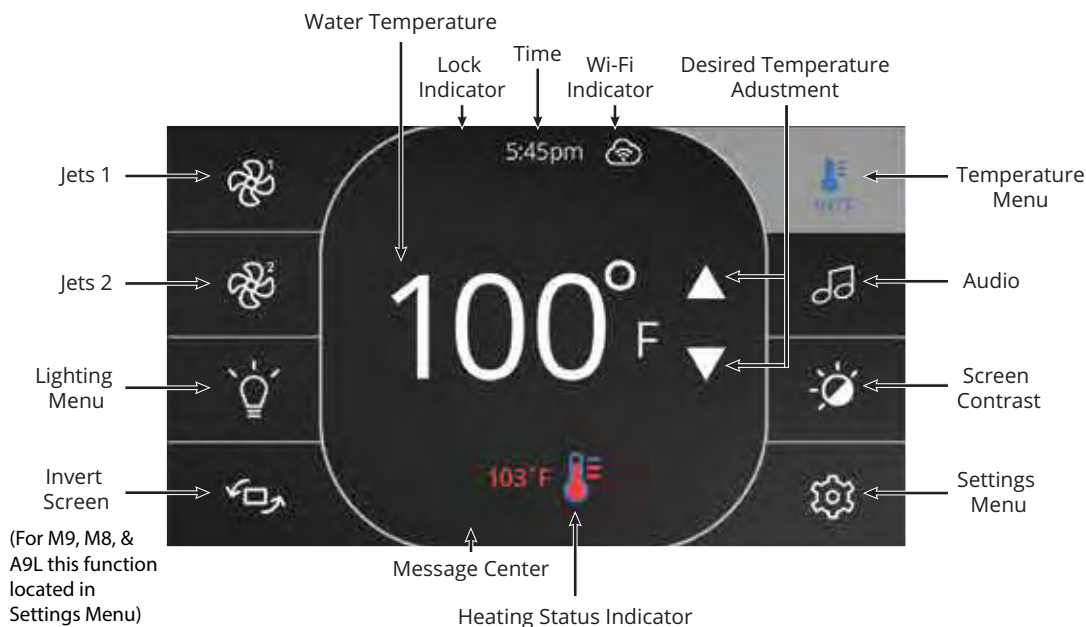 Water Temperature
Lock
Indicator
Time
Wi-Fi
Indicator
Desired Temperature
Adustment
Jets 1
Jets 2
Lighting
Menu
Invert
Screen
(For M9, M8, &
A9L this function
located in
Settings Menu)
1
2
5:45pm
100°
F
103°F
Temperature
Menu
Audio
Screen
Contrast
Settings
Menu
Message Center
Heating Status Indicator